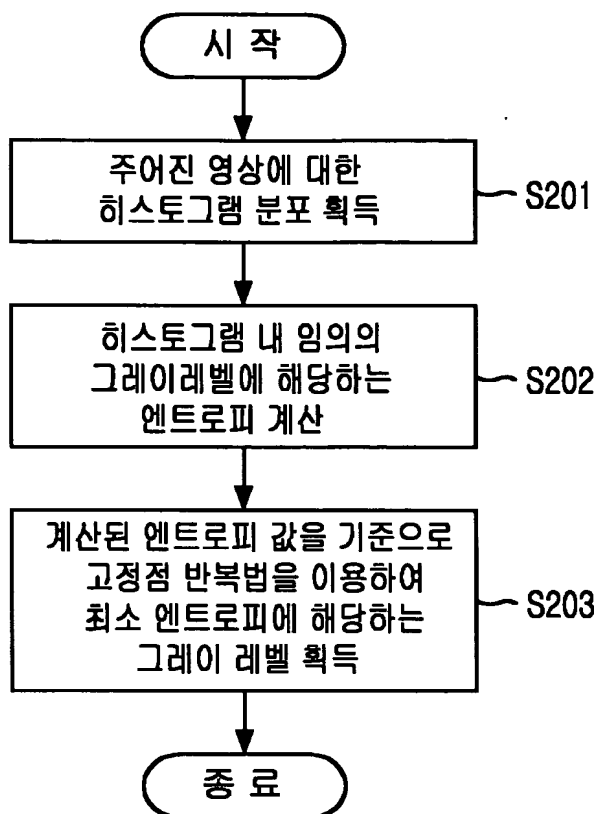 시 작
주어진 영상에 대한
히스토그램 분포 획득
S201
히스토그램 내 임의의
그레이레벨에 해당하는
엔트로피 계산
S202
계산된 엔트로피 값을 기준으로
고정점 반복법을 이용하여
최소 엔트로피에 해당하는
그레이 레벨 획득
S203
종 료